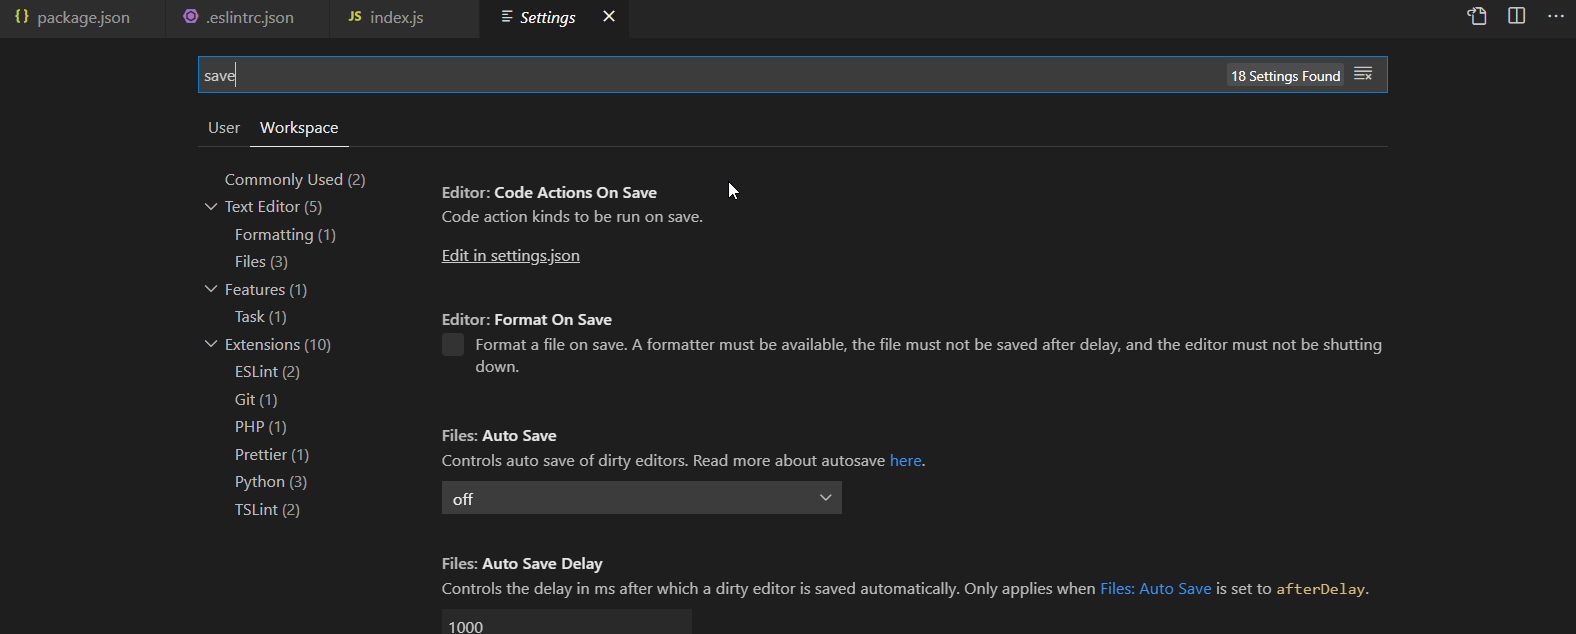 {} package.json .eslintrc.json JS index.js Settings
save 18 Settings Found
User Workspace
Commonly Used (2)
Text Editor (5)
Formatting (1)
Files (3)
Features (1)
Task (1)
Extensions (10)
ESLint (2)
Git (1)
PHP (1)
Prettier (1)
Python (3)
TSLint (2)
Editor: Code Actions On Save
Code action kinds to be run on save.
Edit in settings.json
Editor: Format On Save
Format a file on save. A formatter must be available, the file must not be saved after delay, and the editor must not be shutting
down.
Files: Auto Save
Controls auto save of dirty editors. Read more about autosave here.
off
Files: Auto Save Delay
Controls the delay in ms after which a dirty editor is saved automatically. Only applies when Files: Auto Save is set to afterDelay.
1000